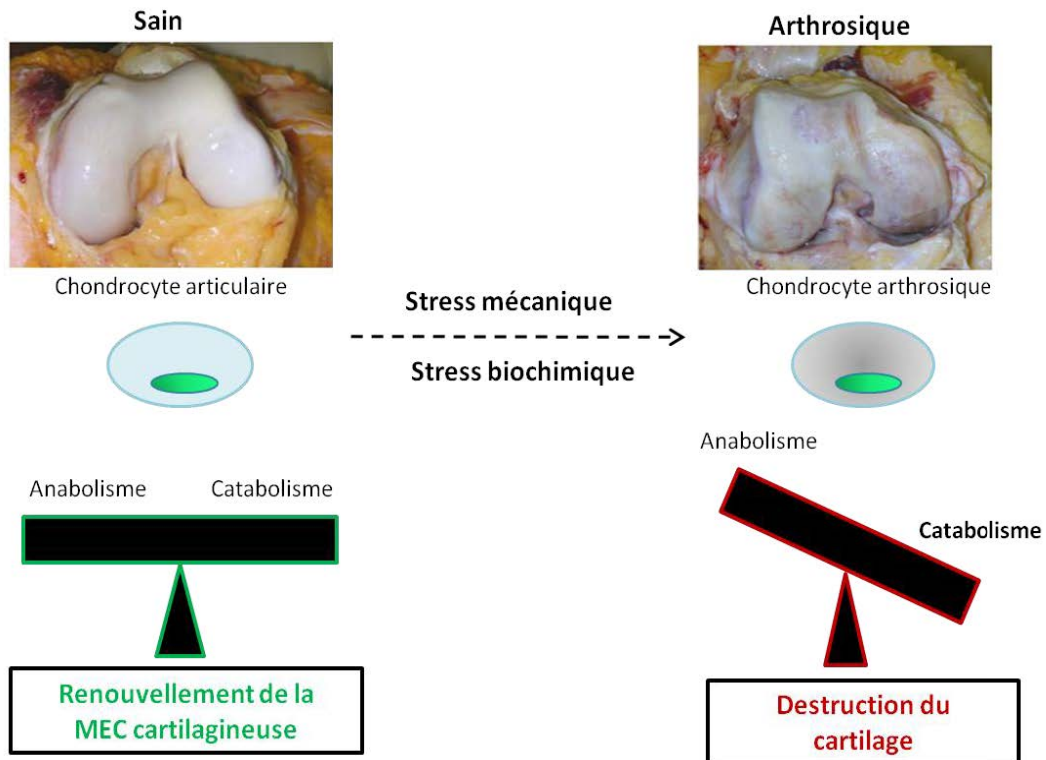 Sain
Arthrosique
Chondrocyte articulaire
Chondrocyte arthrosique
Stress mécanique
Stress biochimique
Anabolisme
Catabolisme
Anabolisme
Catabolisme
Renouvellement de la
MEC cartilagineuse
Destruction du
cartilage